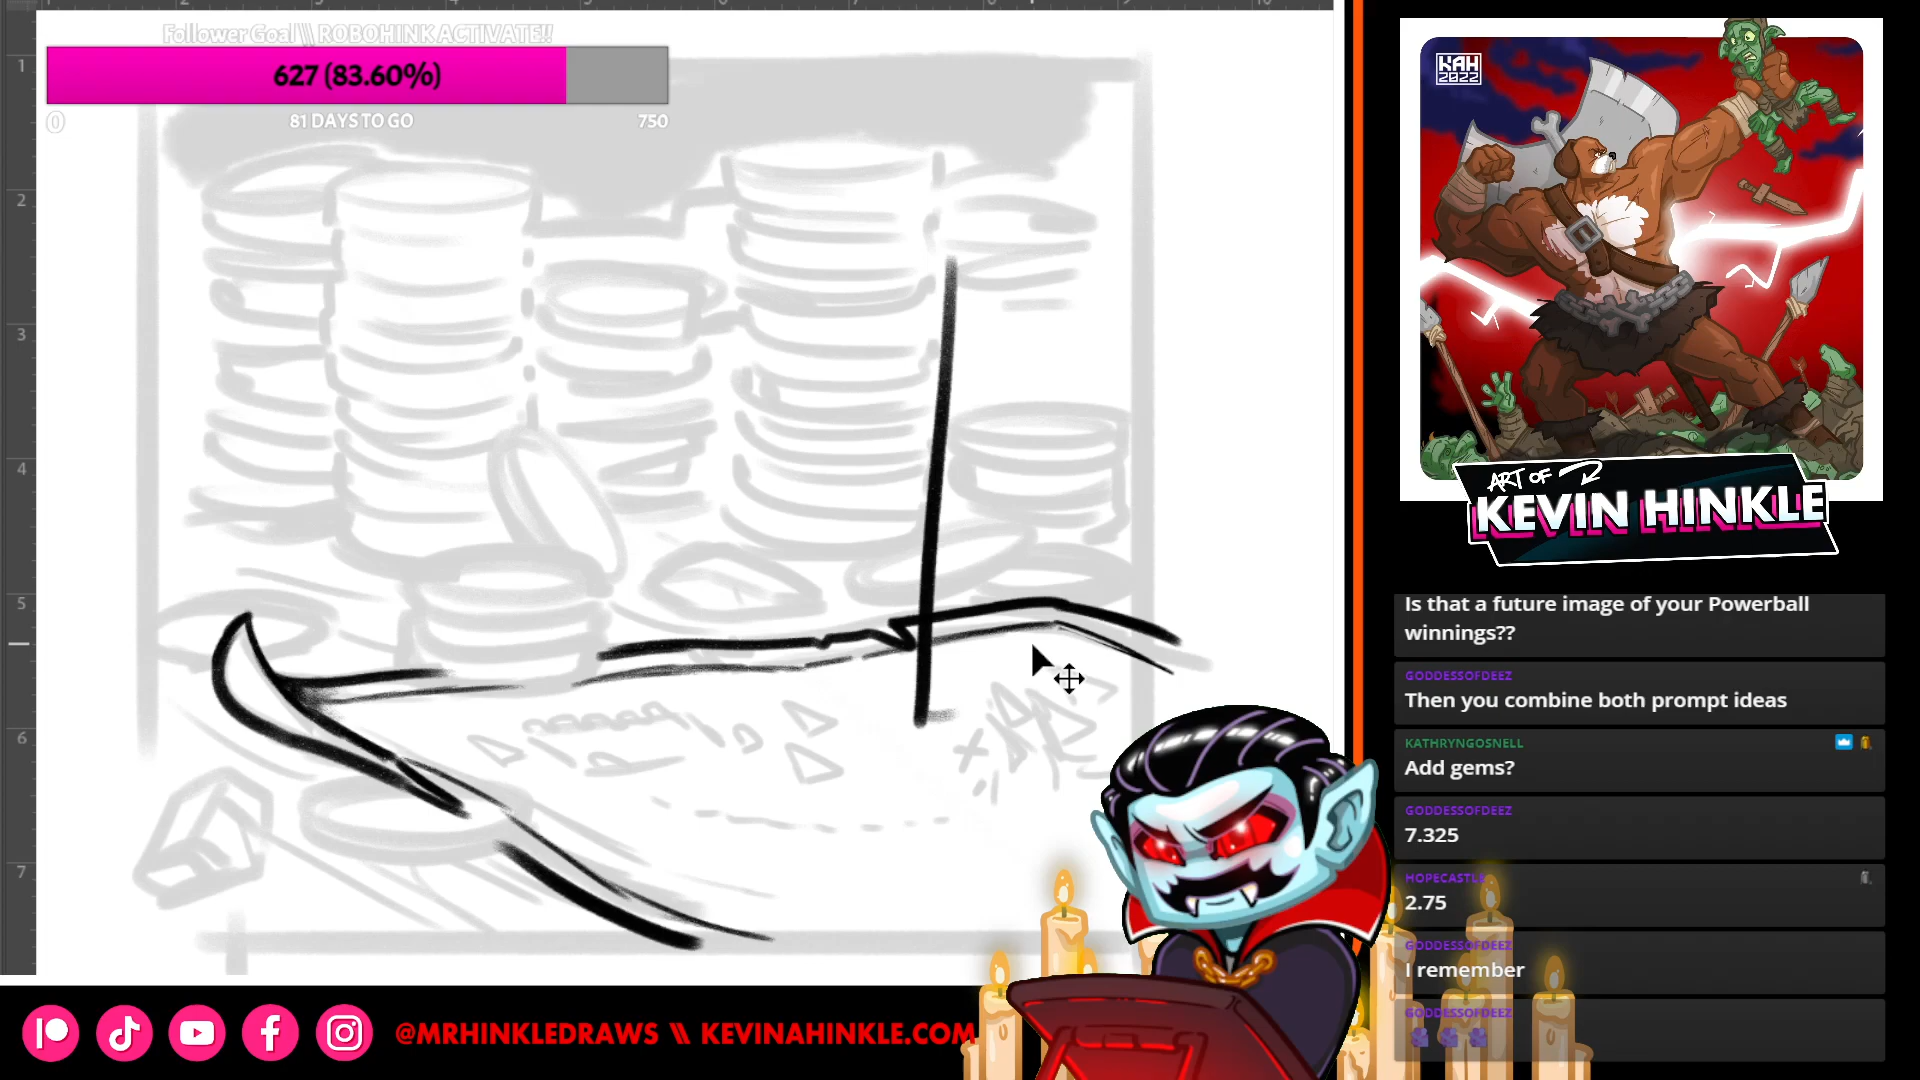 1
2
3
4
5
6
7
Follower Goal \\ ROBOHINK ACTIVATE!!
627 (83.60%)
0
81 DAYS TO GO
750
KAH
2022
ART OF
KEVIN HINKLE
Is that a future image of your Powerball
winnings??
GODDESSOFDEEZ
Then you combine both prompt ideas
KATHRYNGOSNELL
Add gems?
GODDESSOFDEEZ
7.325
HOPECASTLE
2.75
GODDESSOFDEEZ
I remember
GODDESSOFDEEZ
@MRHINKLEDRAWS \\ KEVINAHINKLE.COM